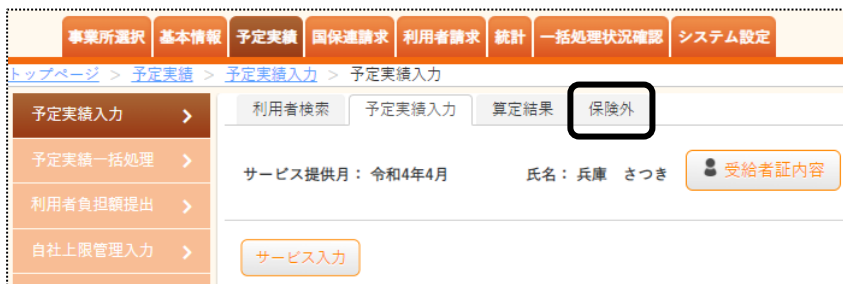 事業所選択 基本情報 予定実績 国保連請求 利用者請求 統計 一括処理状況確認 システム設定
トップページ > 予定実績 > 予定実績入力 > 予定実績入力
予定実績入力
利用者検索 予定実績入力 算定結果 保険外
予定実績一括処理
サービス提供月： 令和4年4月 氏名： 兵庫 さつき 受給者証内容
利用者負担額提出
自社上限管理入力
サービス入力